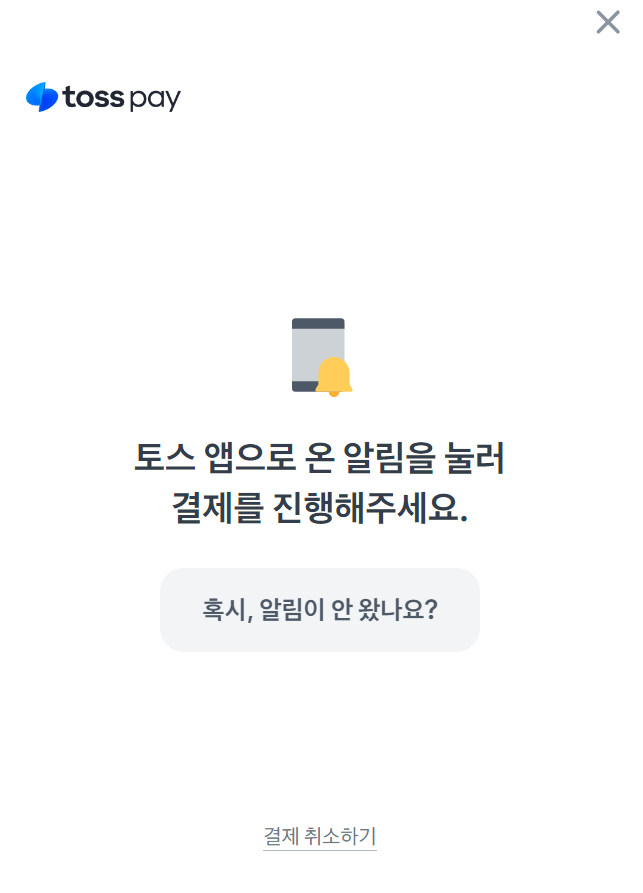 toss pay
토스 앱으로 온 알림을 눌러
결제를 진행해주세요.
혹시, 알림이 안 왔나요?
결제 취소하기